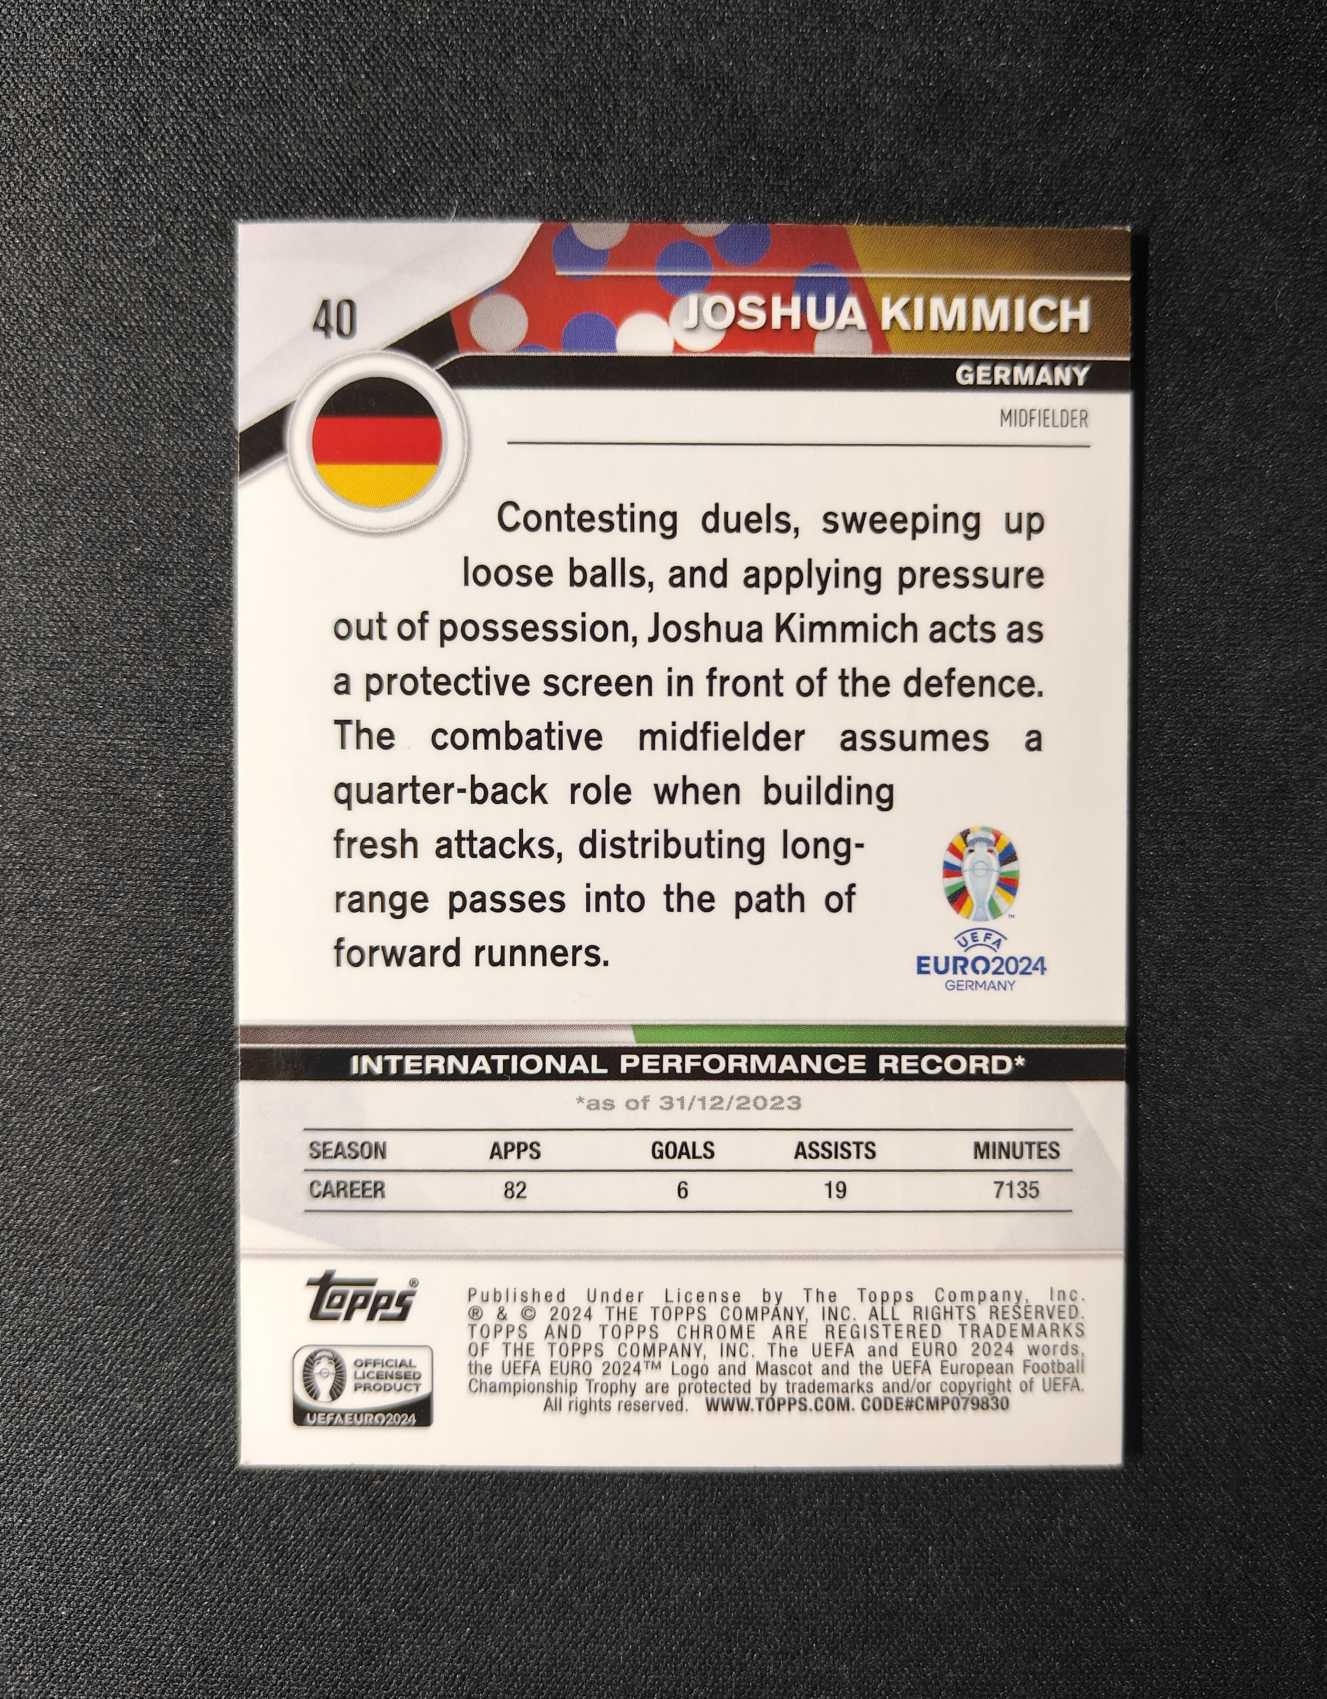 40
JOSHUA KIMMICH
GERMANY
MIDFIELDER
Contesting duels, sweeping up
loose balls, and applying pressure
out of possession, Joshua Kimmich acts as
a protective screen in front of the defence.
The combative midfielder assumes a
quarter-back role when building
fresh attacks, distributing long-
range passes into the path of
forward runners.
™
UEFA
EURO2024
GERMANY
INTERNATIONAL PERFORMANCE RECORD*
*as of 31/12/2023
SEASON APPS GOALS ASSISTS MINUTES
CAREER 82 6 19 7135
topps®
OFFICIAL
LICENSED
PRODUCT
UEFAEURO2024
Published Under License by The Topps Company, Inc.
® & © 2024 THE TOPPS COMPANY, INC. ALL RIGHTS RESERVED.
TOPPS AND TOPPS CHROME ARE REGISTERED TRADEMARKS
OF THE TOPPS COMPANY, INC. The UEFA and EURO 2024 words,
the UEFA EURO 2024™ Logo and Mascot and the UEFA European Football
Championship Trophy are protected by trademarks and/or copyright of UEFA.
All rights reserved. WWW.TOPPS.COM. CODE#CMP079830